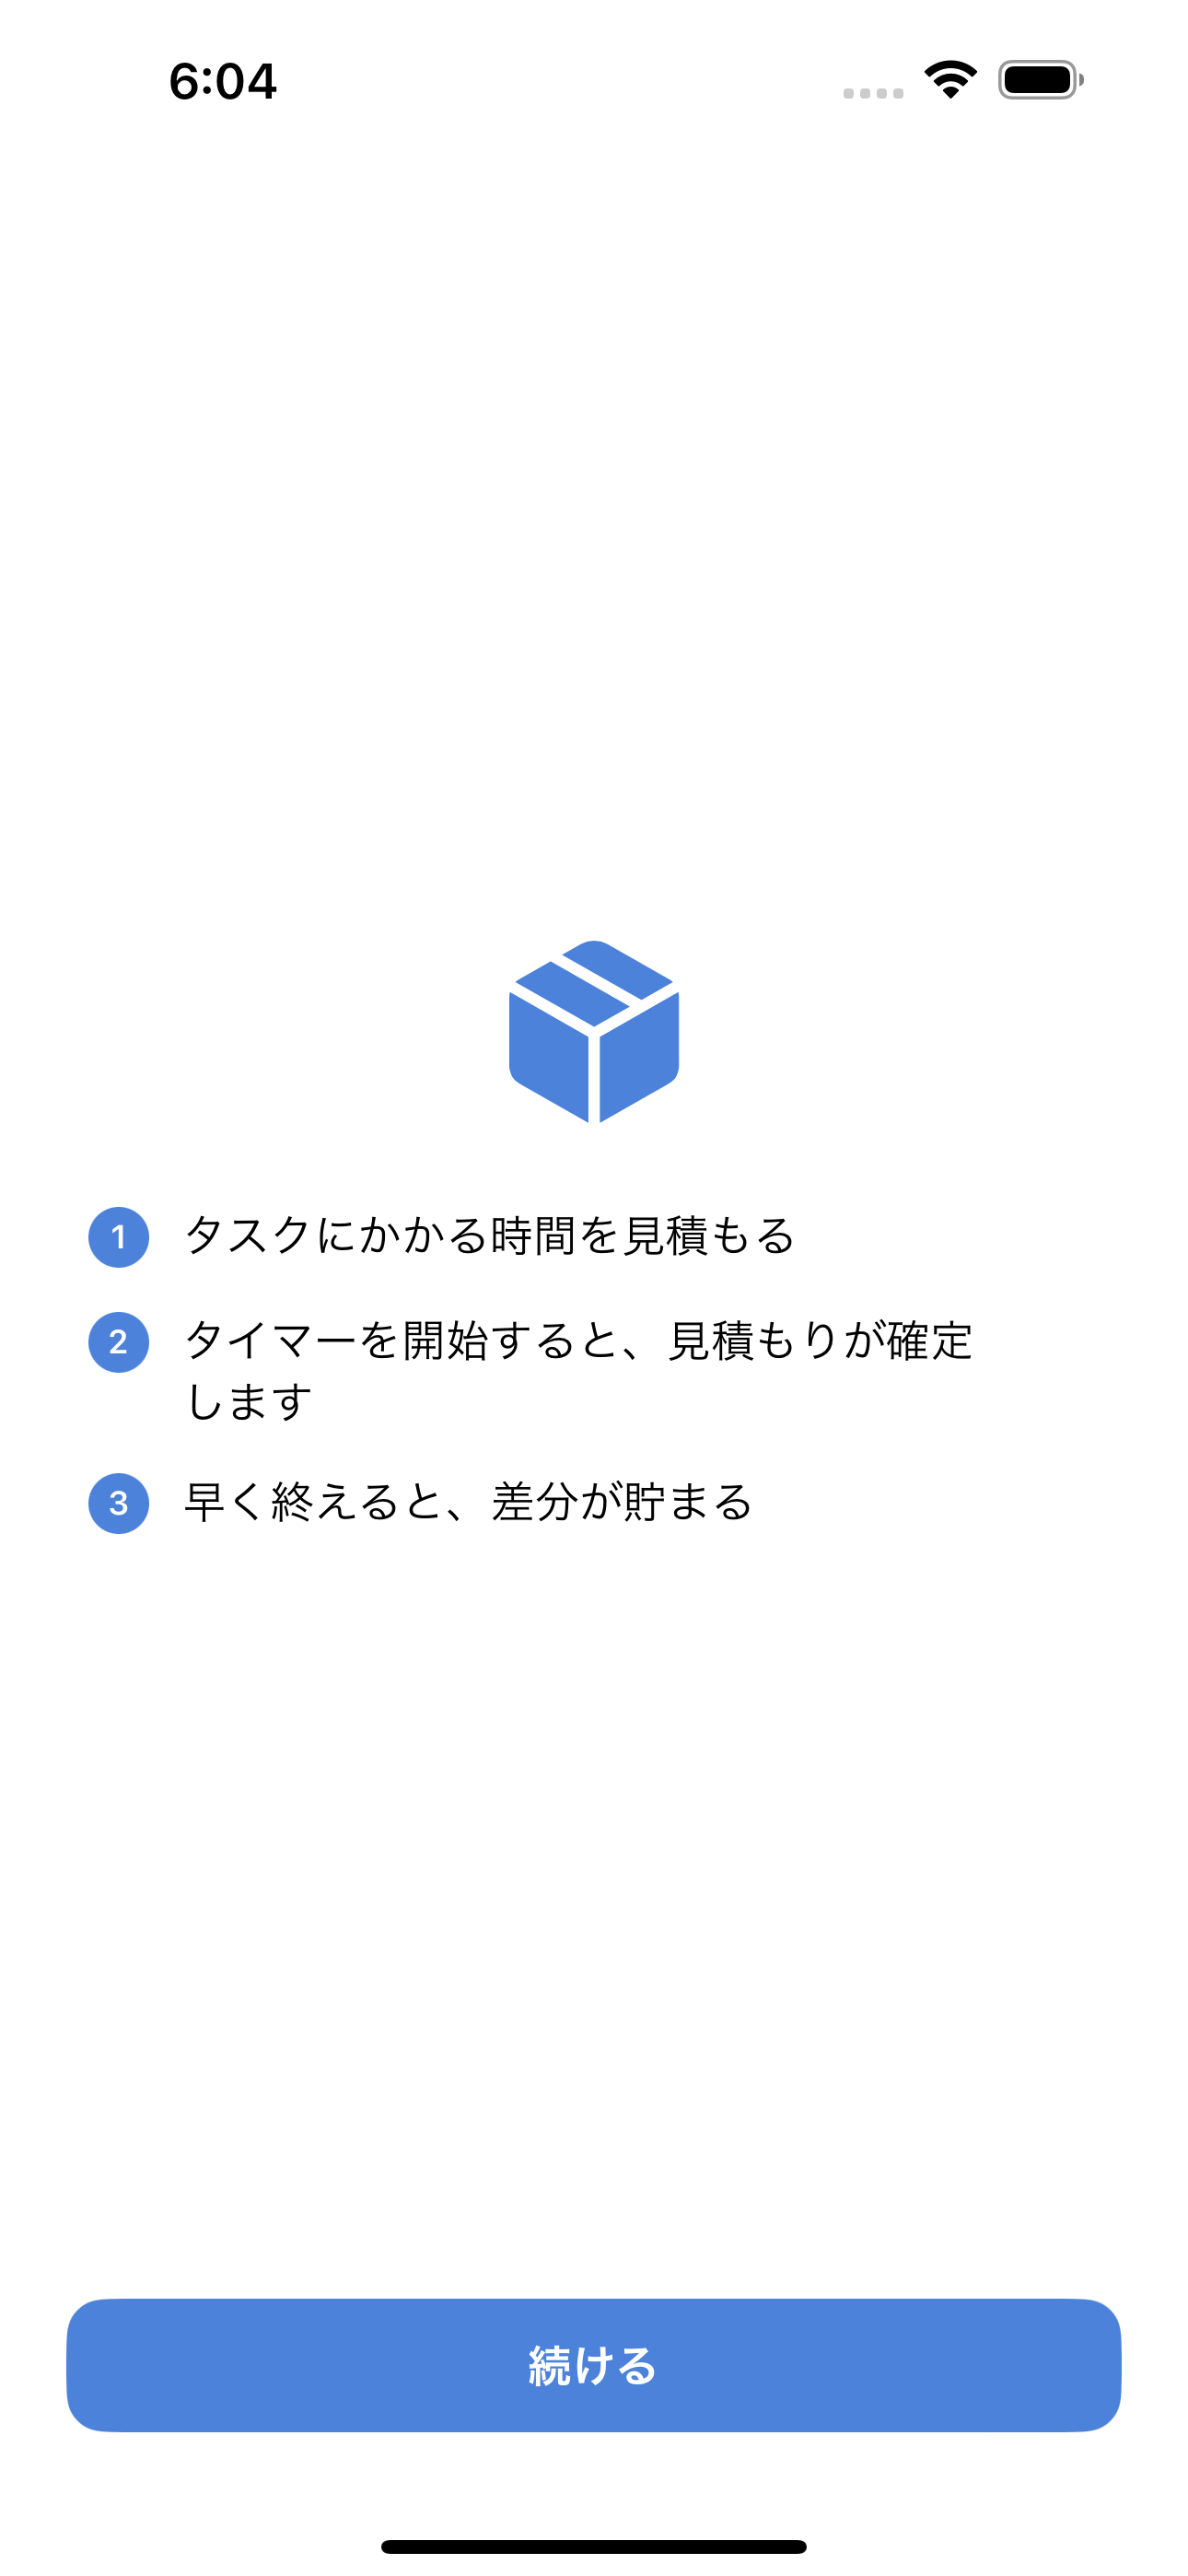 6:04
1 タスクにかかる時間を見積もる
2 タイマーを開始すると、見積もりが確定
します
3 早く終えると、差分が貯まる
続ける